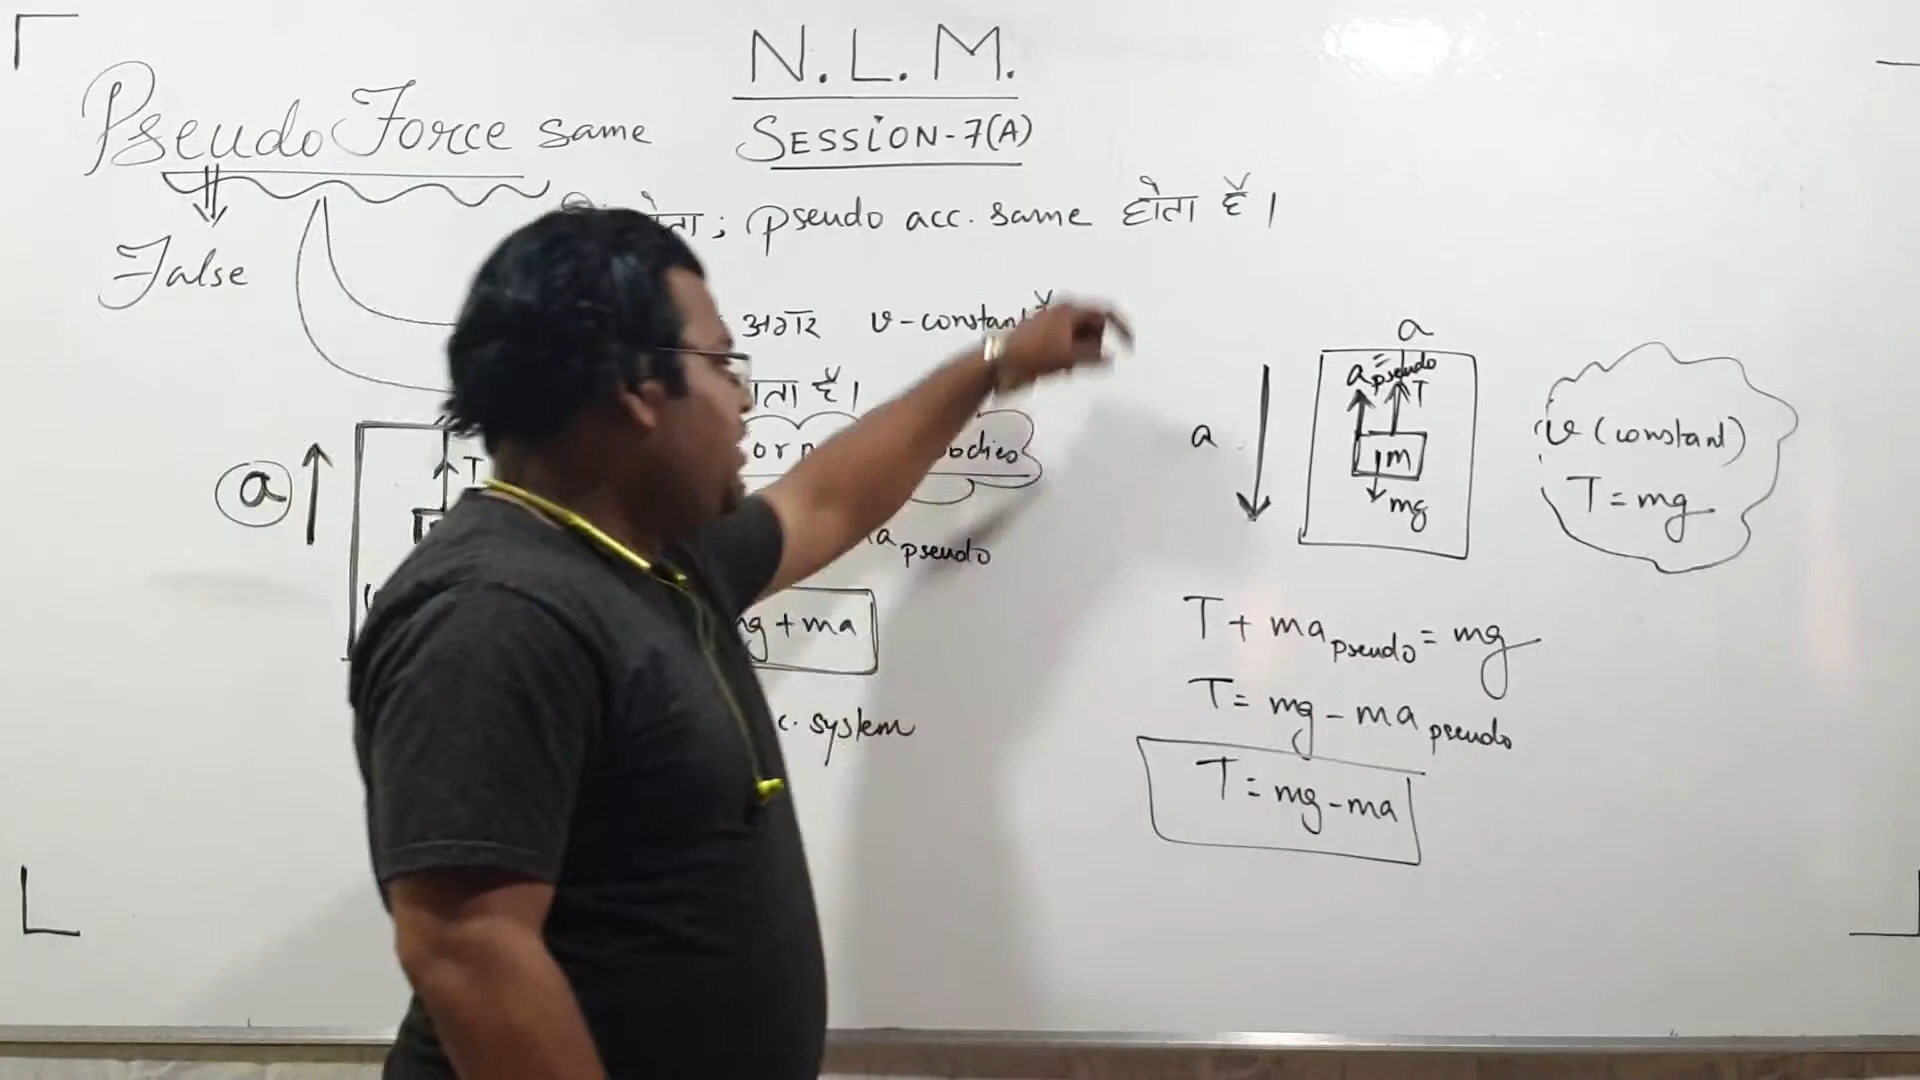 N.L.M.
SESSION-7(A)
Pseudo Force same
; pseudo acc. same होता है।
False
अगर v-constant
है।
a
T
a pseudo
g + ma
c. system
a
a
=
a pseudo
T
m
mg
v (constant)
T = mg
T + ma pseudo = mg
T = mg - ma pseudo
T = mg - ma